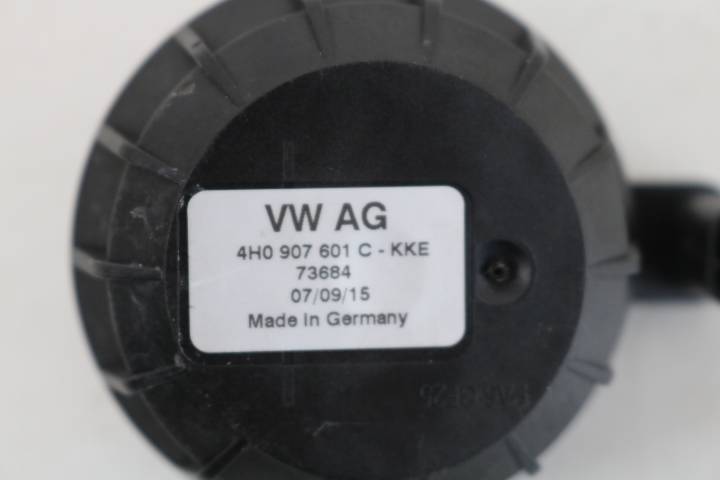 VW AG
4H0 907 601 C - KKE
73684
07/09/15
Made in Germany